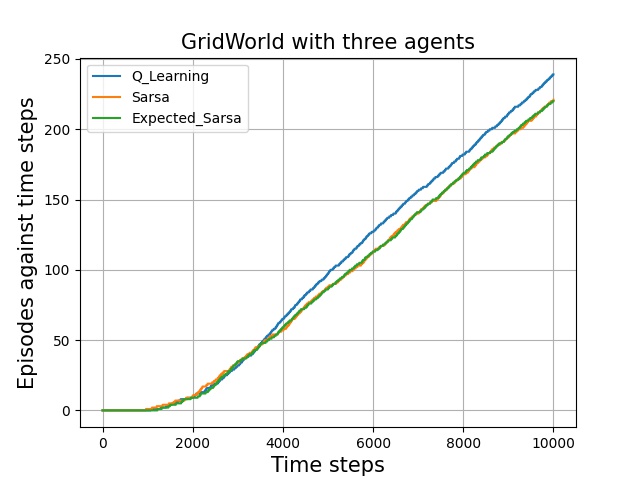 GridWorld with three agents
Q_Learning
Sarsa
Expected_Sarsa
Episodes against time steps
250
200
150
100
50
0
0 2000 4000 6000 8000 10000
Time steps